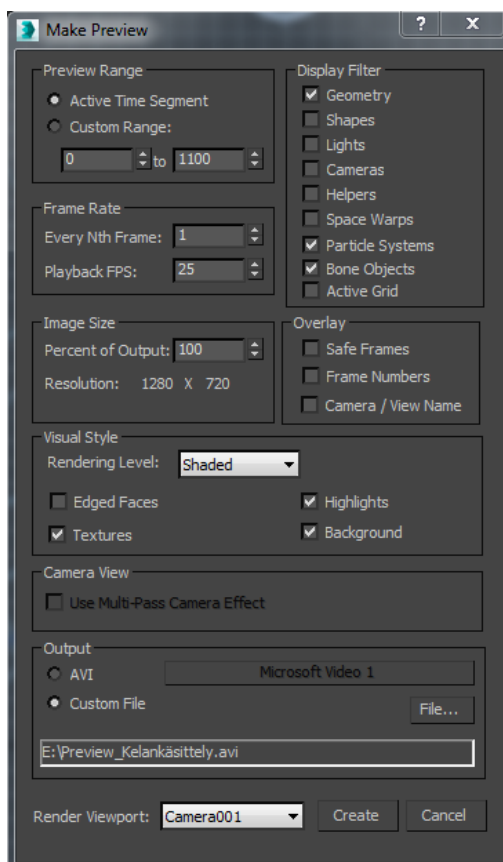 Make Preview
? x
Preview Range
Active Time Segment
Custom Range:
0 to 1100
Frame Rate
Every Nth Frame: 1
Playback FPS: 25
Image Size
Percent of Output: 100
Resolution: 1280 X 720
Display Filter
Geometry
Shapes
Lights
Cameras
Helpers
Space Warps
Particle Systems
Bone Objects
Active Grid
Overlay
Safe Frames
Frame Numbers
Camera / View Name
Visual Style
Rendering Level: Shaded
Edged Faces
Highlights
Textures
Background
Camera View
Use Multi-Pass Camera Effect
Output
AVI
Microsoft Video 1
Custom File
File...
E:\Preview_Kelankäsittely.avi
Render Viewport: Camera001 Create Cancel